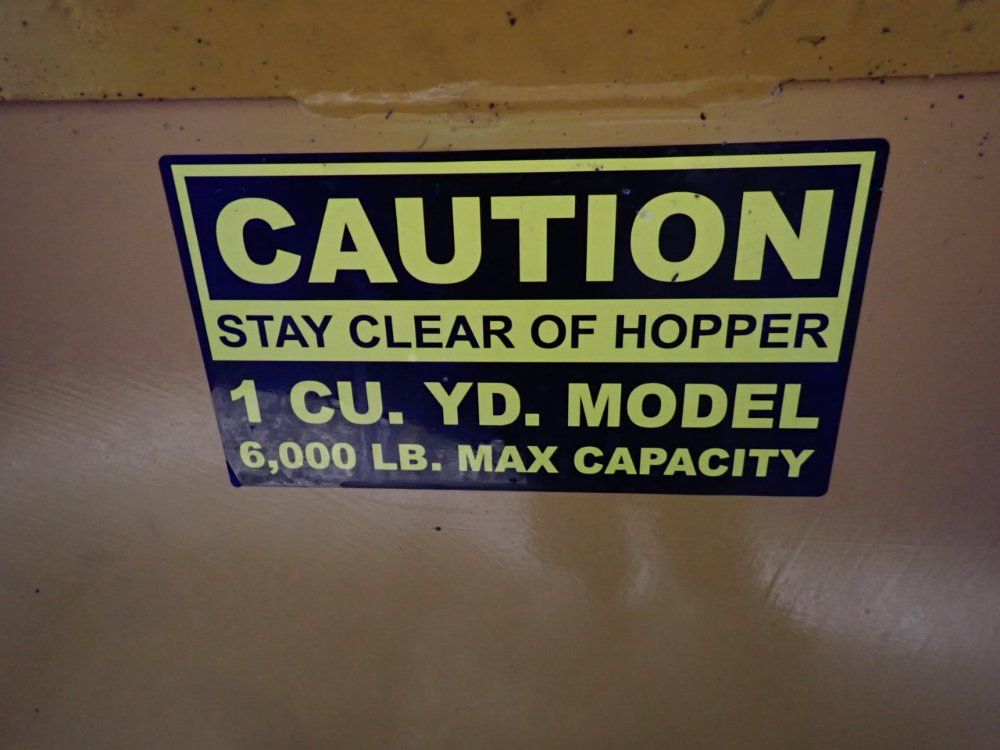 CAUTION
STAY CLEAR OF HOPPER
1 CU. YD. MODEL
6,000 LB. MAX CAPACITY